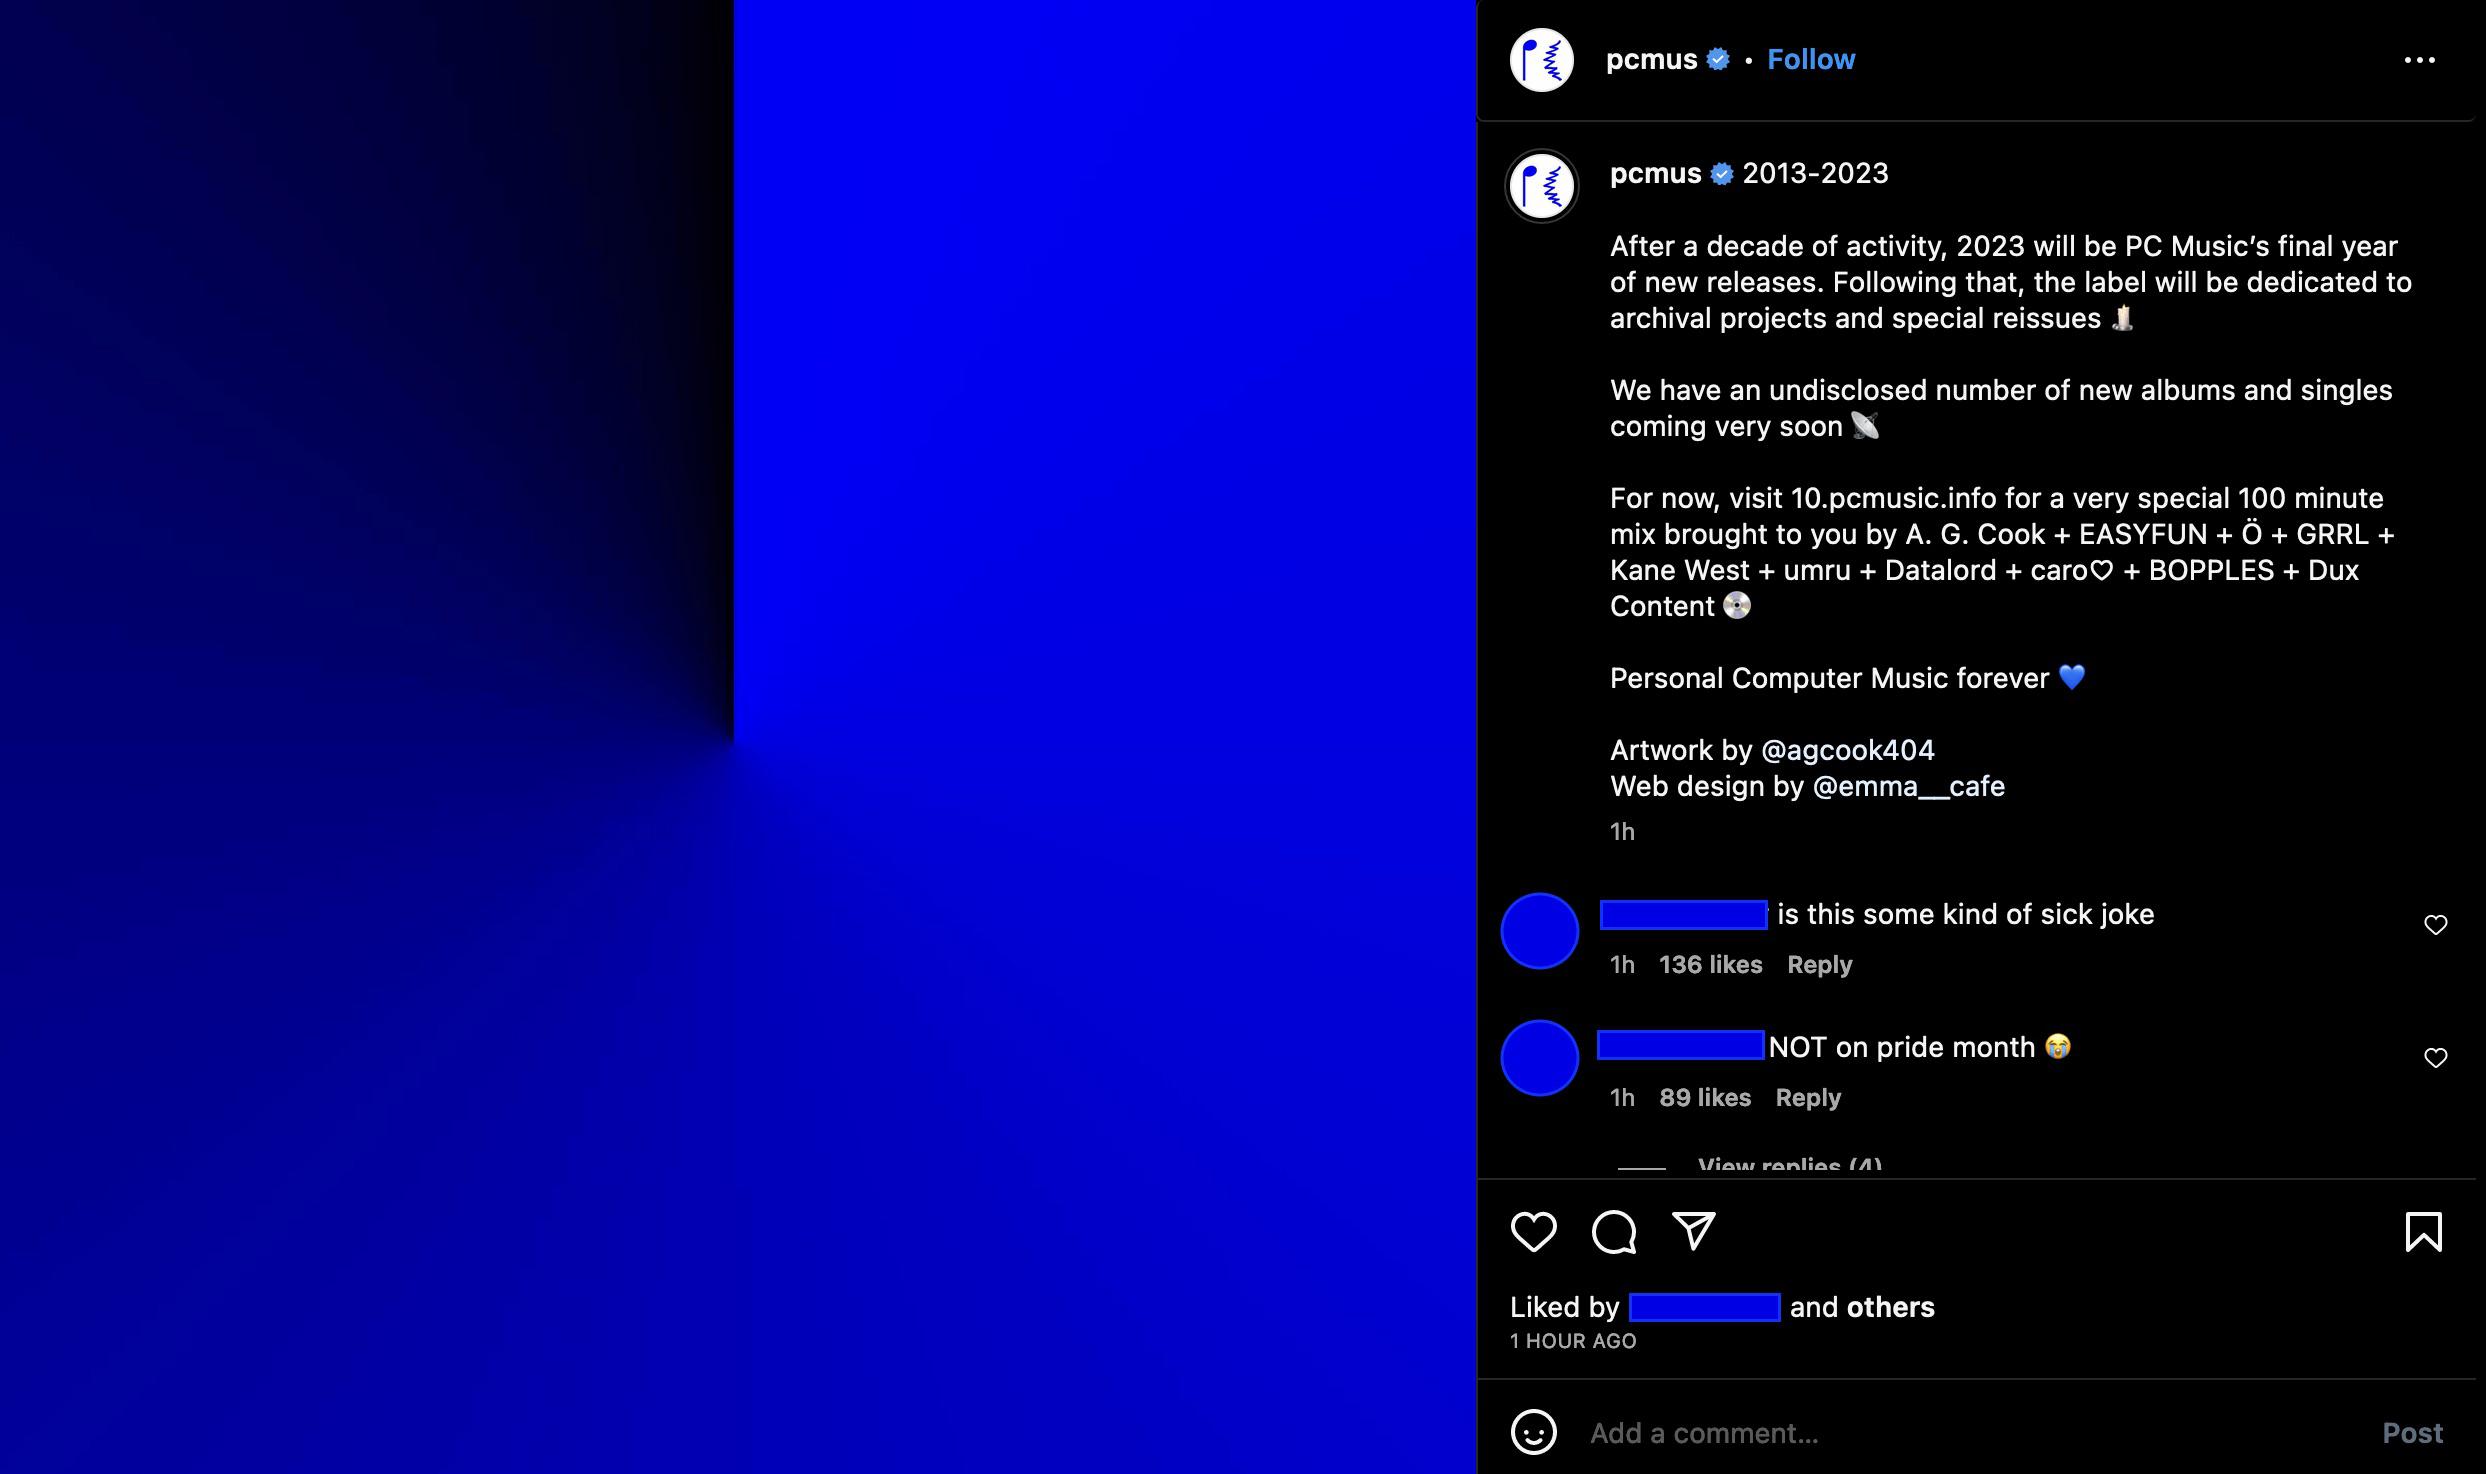 pcmus • Follow
pcmus 2013-2023
After a decade of activity, 2023 will be PC Music’s final year
of new releases. Following that, the label will be dedicated to
archival projects and special reissues 🕯️
We have an undisclosed number of new albums and singles
coming very soon 📡
For now, visit 10.pcmusic.info for a very special 100 minute
mix brought to you by A. G. Cook + EASYFUN + Ö + GRRL +
Kane West + umru + Datalord + caro♡ + BOPPLES + Dux
Content 💿
Personal Computer Music forever 💙
Artwork by @agcook404
Web design by @emma__cafe
1h
is this some kind of sick joke
1h 136 likes Reply
NOT on pride month 😭
1h 89 likes Reply
View replies (4)
Liked by and others
1 HOUR AGO
Add a comment...
Post